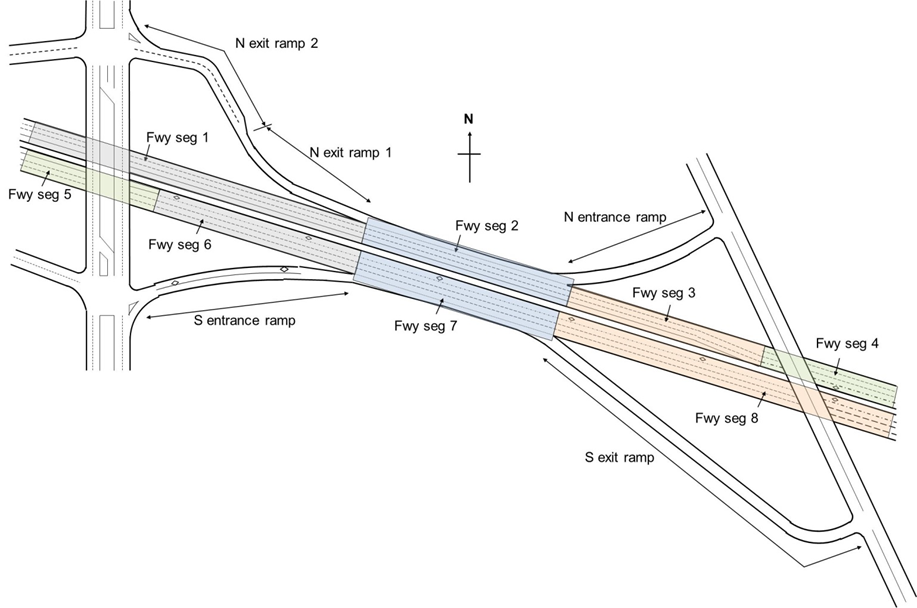 N exit ramp 2
N
Fwy seg 1
N exit ramp 1
Fwy seg 5
N entrance ramp
Fwy seg 2
Fwy seg 6
Fwy seg 3
S entrance ramp
Fwy seg 7
Fwy seg 4
Fwy seg 8
S exit ramp